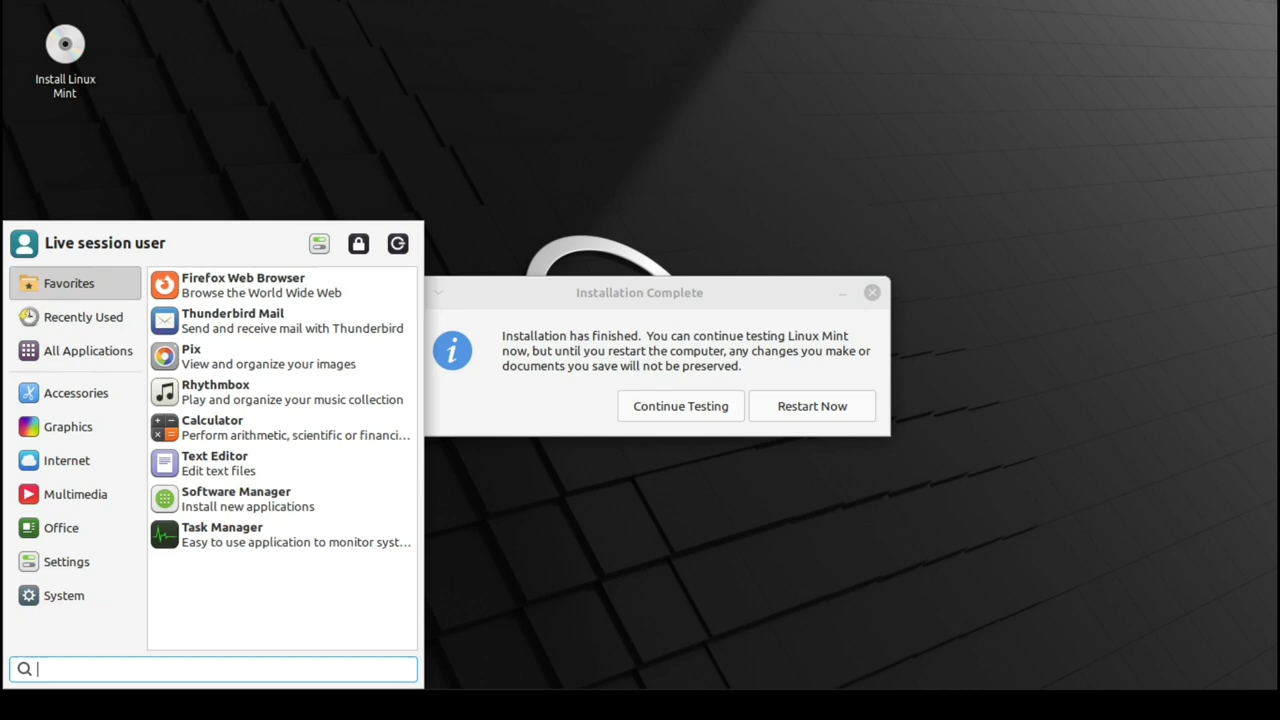 Install Linux
Mint
Live session user
Favorites
Recently Used
All Applications
Accessories
Graphics
Internet
Multimedia
Office
Settings
System
Firefox Web Browser
Browse the World Wide Web
Thunderbird Mail
Send and receive mail with Thunderbird
Pix
View and organize your images
Rhythmbox
Play and organize your music collection
Calculator
Perform arithmetic, scientific or financi...
Text Editor
Edit text files
Software Manager
Install new applications
Task Manager
Easy to use application to monitor syst...
Installation Complete
Installation has finished. You can continue testing Linux Mint
now, but until you restart the computer, any changes you make or
documents you save will not be preserved.
Continue Testing
Restart Now